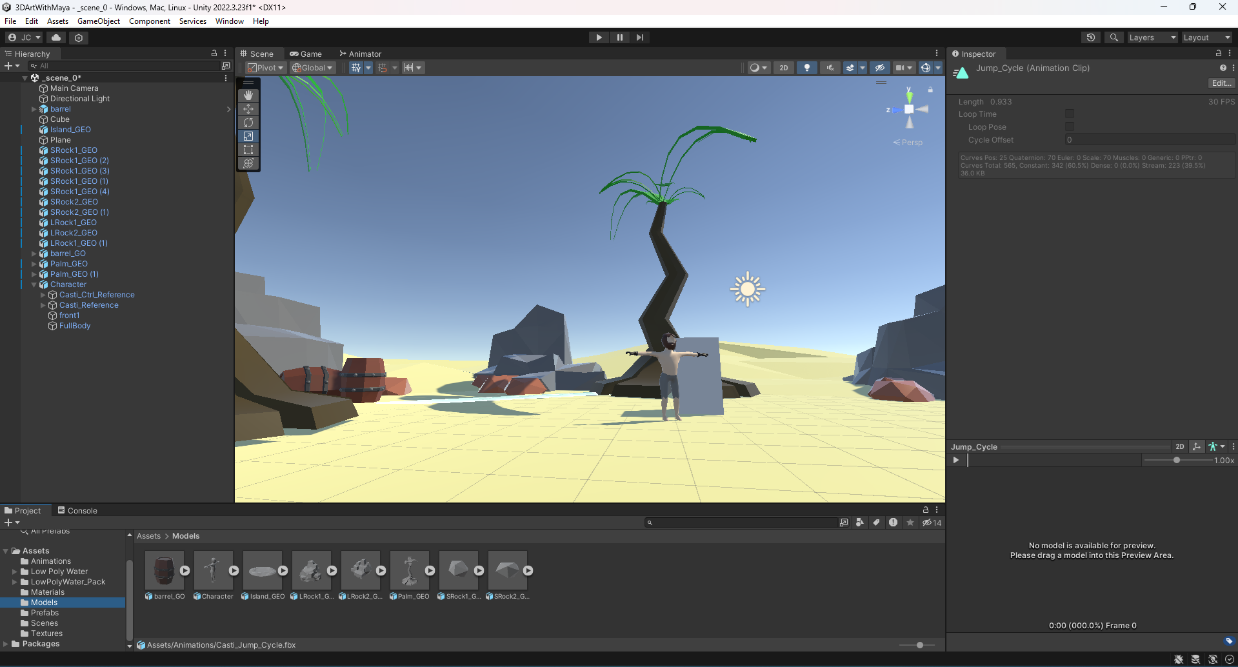 3DArtWithMaya - _scene_0 - Windows, Mac, Linux - Unity 2022.3.23f1* <DX11>
File Edit Assets GameObject Component Services Window Help
JC
Layers
Layout
Hierarchy
All
_scene_0*
Main Camera
Directional Light
barrel
Cube
Island_GEO
Plane
SRock1_GEO
SRock1_GEO (2)
SRock1_GEO (3)
SRock1_GEO (1)
SRock1_GEO (4)
SRock2_GEO
SRock2_GEO (1)
LRock1_GEO
LRock2_GEO
LRock1_GEO (1)
barrel_GO
Palm_GEO
Palm_GEO (1)
Character
Casti_Ctrl_Reference
Casti_Reference
front1
FullBody
Scene
Game
Animator
Pivot
Global
2D
y
z
Persp
Inspector
Jump_Cycle (Animation Clip)
Edit...
Length 0.933
30 FPS
Loop Time
Loop Pose
Cycle Offset
0
Curves Pos: 25 Quaternion: 70 Euler: 0 Scale: 70 Muscles: 0 Generic: 0 PPtr: 0
Curves Total: 565, Constant: 342 (60.5%) Dense: 0 (0.0%) Stream: 223 (39.5%)
36.0 KB
Jump_Cycle
2D
1.00x
No model is available for preview.
Please drag a model into this Preview Area.
0:00 (000.0%) Frame 0
Project
Console
14
All Prefabs
Assets
Animations
Low Poly Water
LowPolyWater_Pack
Materials
Models
Prefabs
Scenes
Textures
Packages
Assets > Models
barrel_GO
Character
Island_GEO
LRock1_G...
LRock2_G...
Palm_GEO
SRock1_G...
SRock2_G...
Assets/Animations/Casti_Jump_Cycle.fbx